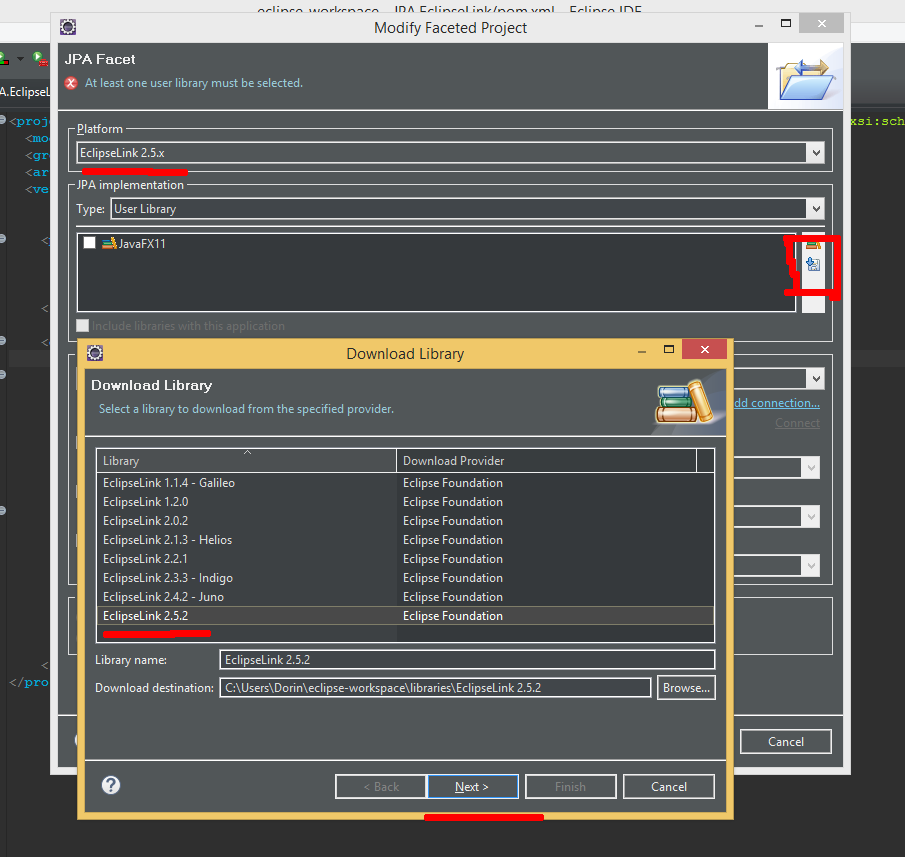 eclipse-workspace - JPA.EclipseLink/pom.xml - Eclipse IDE
Modify Faceted Project
JPA Facet
At least one user library must be selected.
A.EclipseL
<proj
xsi:sch
<mo
<gr
<ar
<ve
Platform
EclipseLink 2.5.x
JPA implementation
Type: User Library
JavaFX11
Include libraries with this application
Download Library
Download Library
Select a library to download from the specified provider.
dd connection...
Connect
Library Download Provider
EclipseLink 1.1.4 - Galileo Eclipse Foundation
EclipseLink 1.2.0 Eclipse Foundation
EclipseLink 2.0.2 Eclipse Foundation
EclipseLink 2.1.3 - Helios Eclipse Foundation
EclipseLink 2.2.1 Eclipse Foundation
EclipseLink 2.3.3 - Indigo Eclipse Foundation
EclipseLink 2.4.2 - Juno Eclipse Foundation
EclipseLink 2.5.2 Eclipse Foundation
Library name: EclipseLink 2.5.2
Download destination: C:\Users\Dorin\eclipse-workspace\libraries\EclipseLink 2.5.2 Browse...
</pro
Cancel
< Back Next > Finish Cancel